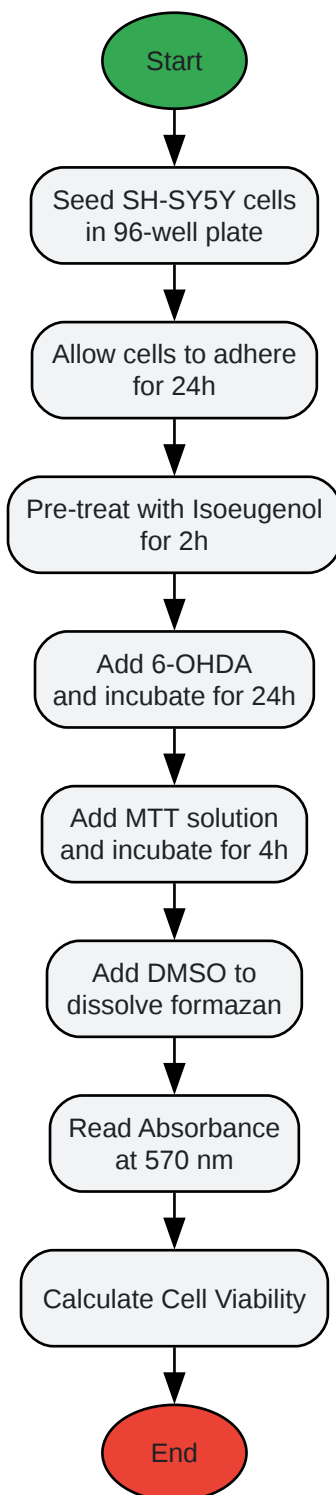 Start
Seed SH-SY5Y cells
in 96-well plate
Allow cells to adhere
for 24h
Pre-treat with Isoeugenol
for 2h
Add 6-OHDA
and incubate for 24h
Add MTT solution
and incubate for 4h
Add DMSO to
dissolve formazan
Read Absorbance
at 570 nm
Calculate Cell Viability
End